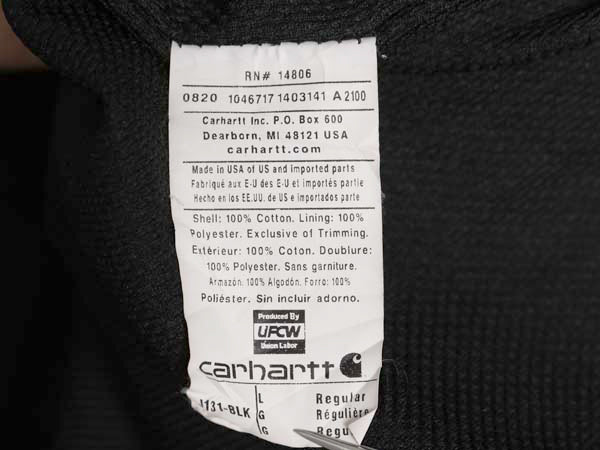 RN# 14806
0820 1046717 1403141 A 2100
Carhartt Inc. P.O. Box 600
Dearborn, MI 48121 USA
carhartt.com
Made in USA of US and imported parts
Fabriqué aux E-U des E-U et importés partie
Hecho en los EE.UU. de US e importados parte
Shell: 100% Cotton. Lining: 100%
Polyester. Exclusive of Trimming.
Extérieur: 100% Coton. Doublure:
100% Polyester. Sans garniture.
Armazón: 100% Algodón. Forro: 100%
Poliéster. Sin incluir adorno.
Produced By
UFCW
Union Labor
carhartt
L Regular
J131-BLK G Régulière
G Regu